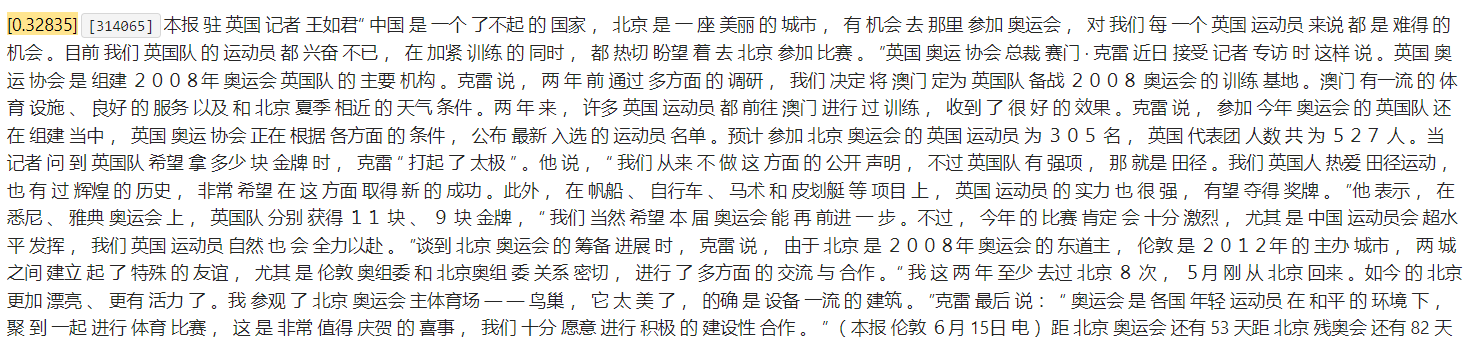 [0.32835] [314065] 本报 驻 英国 记者 王如君“ 中国 是 一个 了不起 的 国家 ， 北京 是 一 座 美丽 的 城市 ， 有 机会 去 那里 参加 奥运会 ， 对 我们 每 一个 英国 运动员 来说 都 是 难得 的
机会 。目前 我们 英国队 的 运动员 都 兴奋 不已 ， 在 加紧 训练 的 同时 ， 都 热切 盼望 着 去 北京 参加 比赛 。 ”英国 奥运 协会 总裁 赛门 · 克雷 近日 接受 记者 专访 时 这样 说 。英国 奥
运 协会 是 组建 ２００８年 奥运会 英国队 的 主要 机构 。克雷 说 ， 两 年 前 通过 多方面 的 调研 ， 我们 决定 将 澳门 定为 英国队 备战 ２００８ 奥运会 的 训练 基地 。澳门 有 一流 的 体
育 设施 、 良好 的 服务 以及 和 北京 夏季 相近 的 天气 条件 。两 年 来 ， 许多 英国 运动员 都 前往 澳门 进行 过 训练 ， 收到 了 很 好 的 效果 。克雷 说 ， 参加 今年 奥运会 的 英国队 还
在 组建 当中 ， 英国 奥运 协会 正在 根据 各方面 的 条件 ， 公布 最新 入选 的 运动员 名单 。预计 参加 北京 奥运会 的 英国 运动员 为 ３０５ 名 ， 英国 代表团 人数 共 为 ５２７ 人 。当
记者 问 到 英国队 希望 拿 多少 块 金牌 时 ， 克雷 “ 打起 了 太极 ” 。他 说 ， “ 我们 从来 不 做 这 方面 的 公开 声明 ， 不过 英国队 有 强项 ， 那 就是 田径 。我们 英国人 热爱 田径运动 ，
也 有 过 辉煌 的 历史 ， 非常 希望 在 这 方面 取得 新 的 成功 。此外 ， 在 帆船 、 自行车 、 马术 和 皮划艇 等 项目 上 ， 英国 运动员 的 实力 也 很 强 ， 有望 夺得 奖牌 。 ”他 表示 ， 在
悉尼 、 雅典 奥运会 上 ， 英国队 分别 获得 １１ 块 、 ９ 块 金牌 ， “ 我们 当然 希望 本 届 奥运会 能 再 前进 一 步 。不过 ， 今年 的 比赛 肯定 会 十分 激烈 ， 尤其 是 中国 运动员 会 超水
平 发挥 ， 我们 英国 运动员 自然 也 会 全力以赴 。 ”谈到 北京 奥运会 的 筹备 进展 时 ， 克雷 说 ， 由于 北京 是 ２００８年 奥运会 的 东道主 ， 伦敦 是 ２０１２年 的 主办 城市 ， 两 城
之间 建立 起 了 特殊 的 友谊 ， 尤其 是 伦敦 奥组委 和 北京奥组 委 关系 密切 ， 进行 了 多方面 的 交流 与 合作 。 “ 我 这 两 年 至少 去过 北京 ８ 次 ， ５月 刚 从 北京 回来 。如今 的 北京
更加 漂亮 、 更 有 活力 了 。我 参观 了 北京 奥运会 主体育场 —— 鸟巢 ， 它 太 美 了 ， 的确 是 设备 一流 的 建筑 。 ”克雷 最后 说 ： “ 奥运会 是 各国 年轻 运动员 在 和平 的 环境 下 ，
聚 到 一起 进行 体育 比赛 ， 这 是 非常 值得 庆贺 的 喜事 ， 我们 十分 愿意 进行 积极 的 建设性 合作 。 ” （ 本报 伦敦 ６月 15日 电 ） 距 北京 奥运会 还有 53 天距 北京 残奥会 还有 82 天